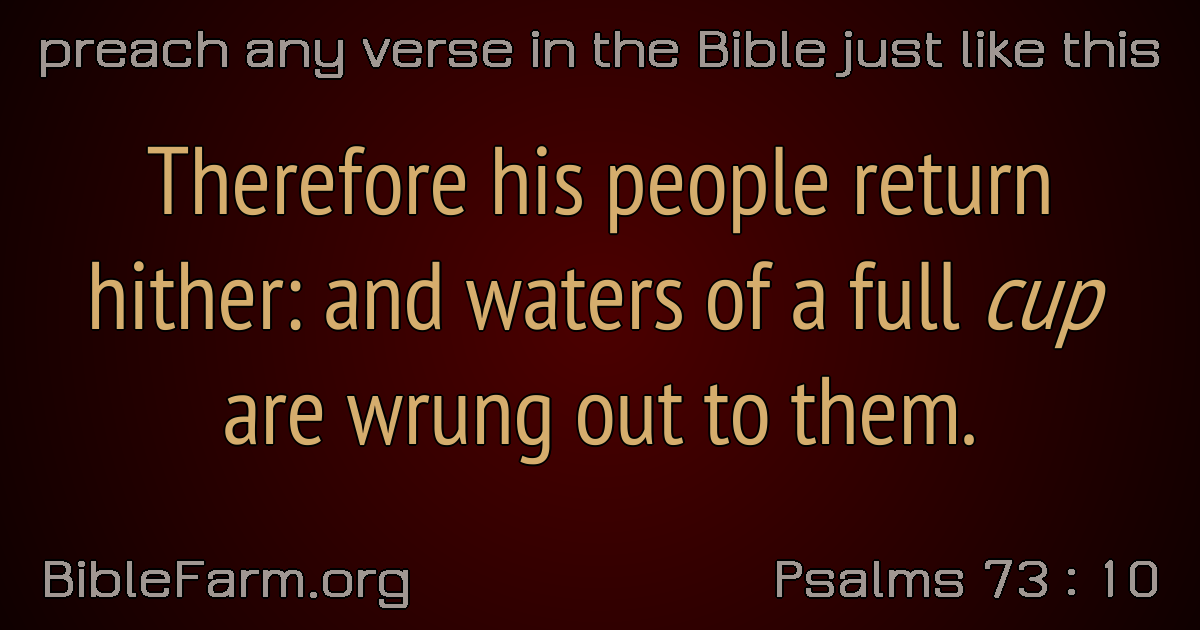 preach any verse in the Bible just like this
Therefore his people return
hither: and waters of a full cup
are wrung out to them.
BibleFarm.org
Psalms 73 : 10